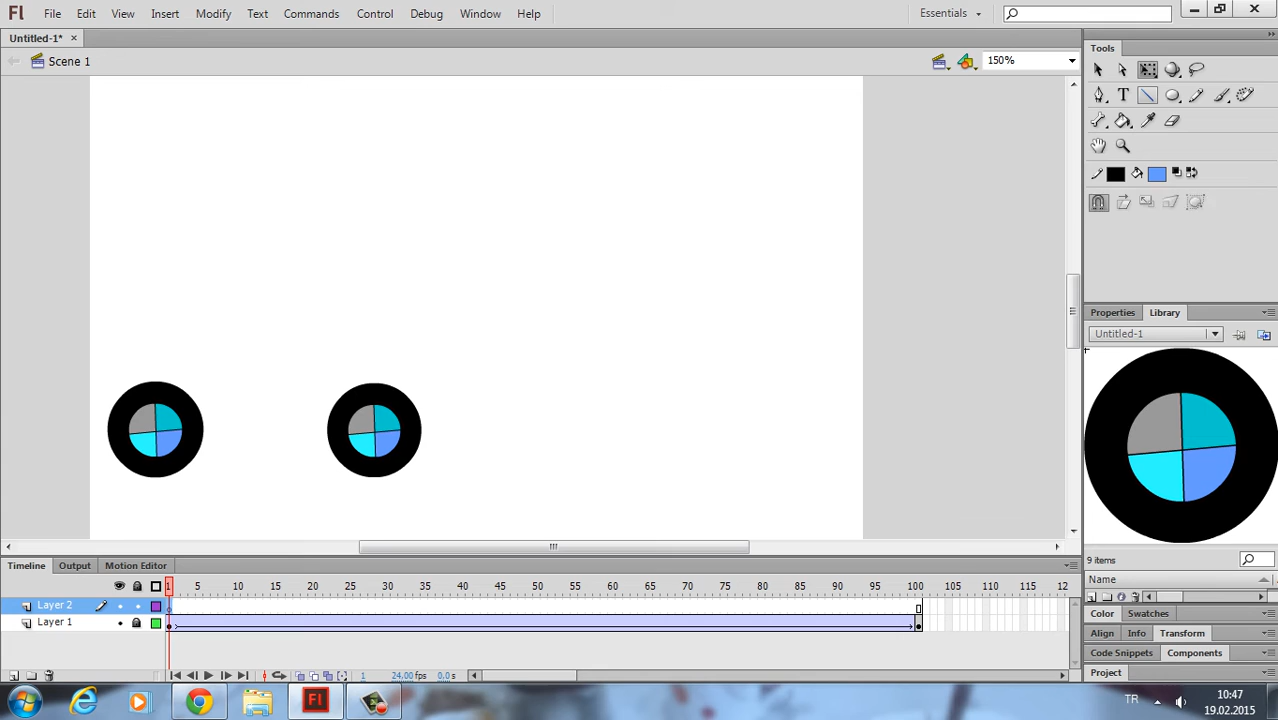 Fl File Edit View Insert Modify Text Commands Control Debug Window Help Essentials
Untitled-1*
Scene 1 150%
Tools
Properties Library
Untitled-1
9 items
Name
Color Swatches
Align Info Transform
Code Snippets Components
Project
Timeline Output Motion Editor
1 5 10 15 20 25 30 35 40 45 50 55 60 65 70 75 80 85 90 95 100 105 110 115 12
Layer 2
Layer 1
1 24,00 fps 0,0 s
Fl TR 10:47
19.02.2015